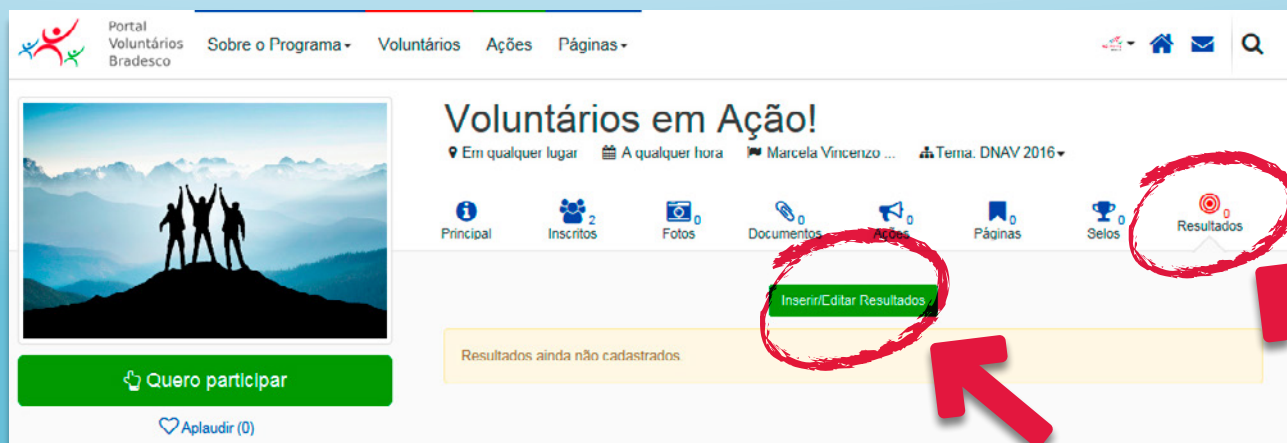 Portal
Voluntários
Bradesco
Sobre o Programa
Voluntários
Ações
Páginas
Voluntários em Ação!
Em qualquer lugar
A qualquer hora
Marcela Vincenzo ...
Tema. DNAV 2016
Principal
2
Inscritos
0
Fotos
0
Documentos
0
Ações
0
Páginas
0
Selos
0
Resultados
Inserir/Editar Resultados
Resultados ainda não cadastrados
Quero participar
Aplaudir (0)